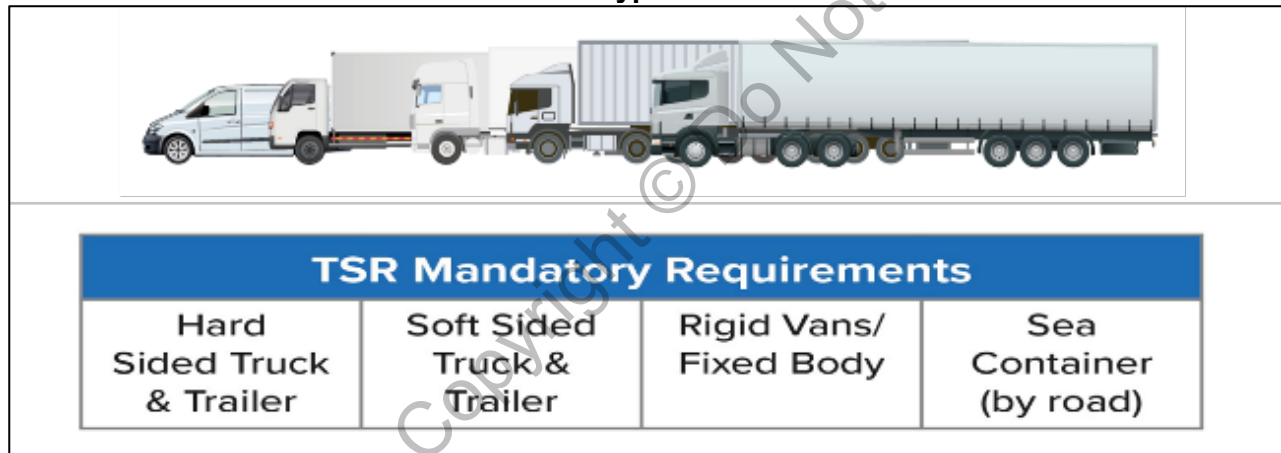 Copyright © Do Not
TSR Mandatory Requirements
Hard
Sided Truck
& Trailer
Soft Sided
Truck &
Trailer
Rigid Vans/
Fixed Body
Sea
Container
(by road)